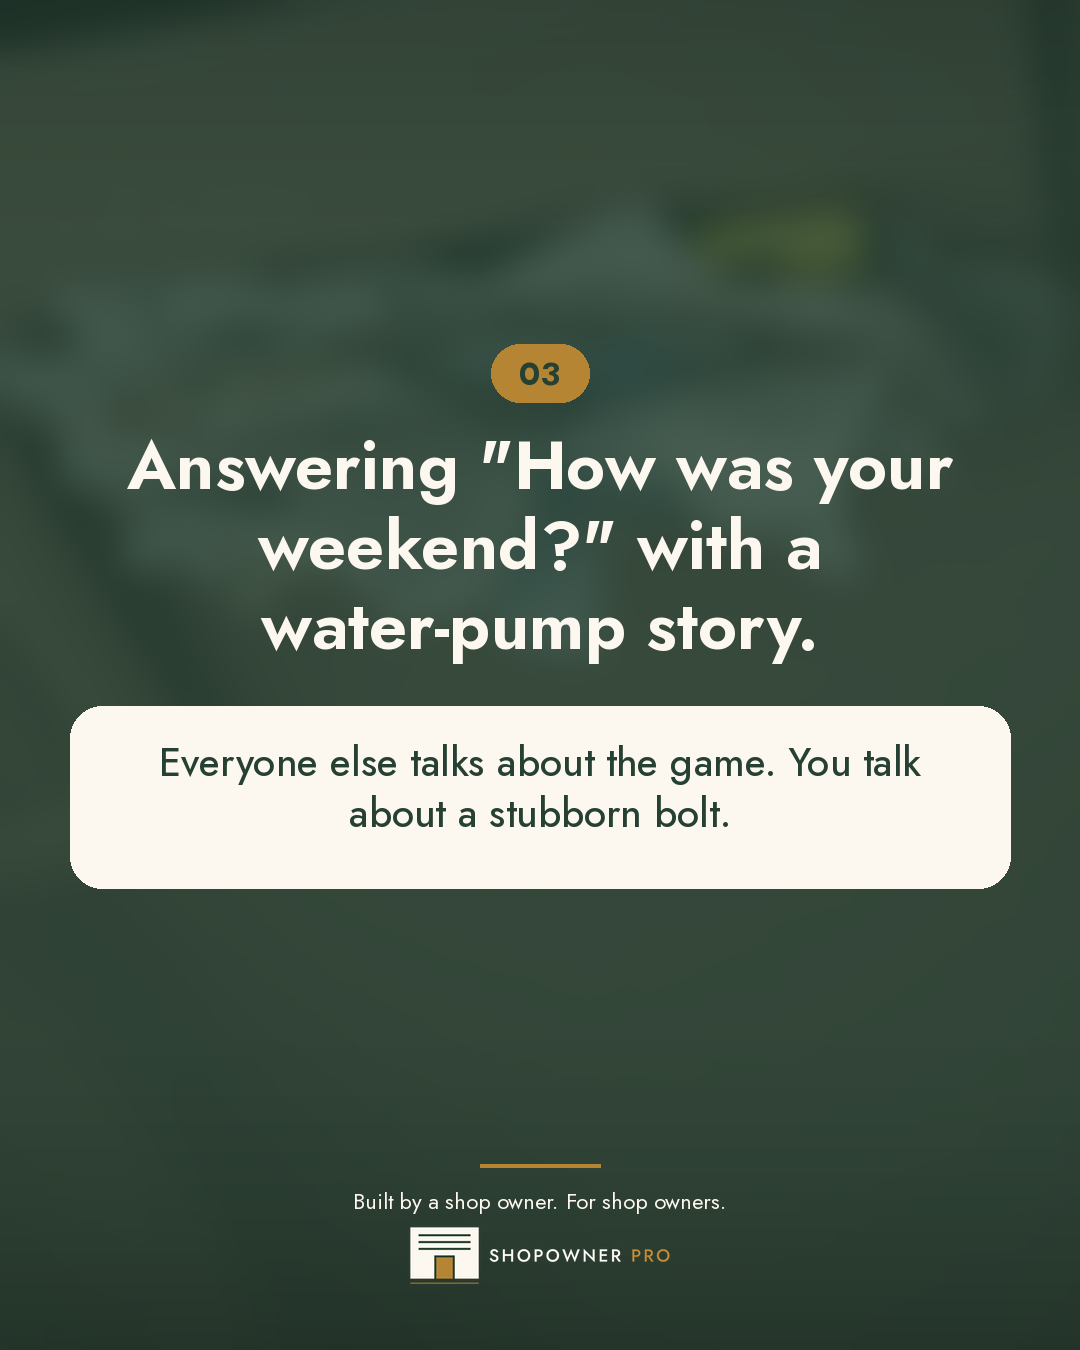 03
Answering "How was your
weekend?" with a
water-pump story.
Everyone else talks about the game. You talk
about a stubborn bolt.
Built by a shop owner. For shop owners.
SHOPOWNER PRO